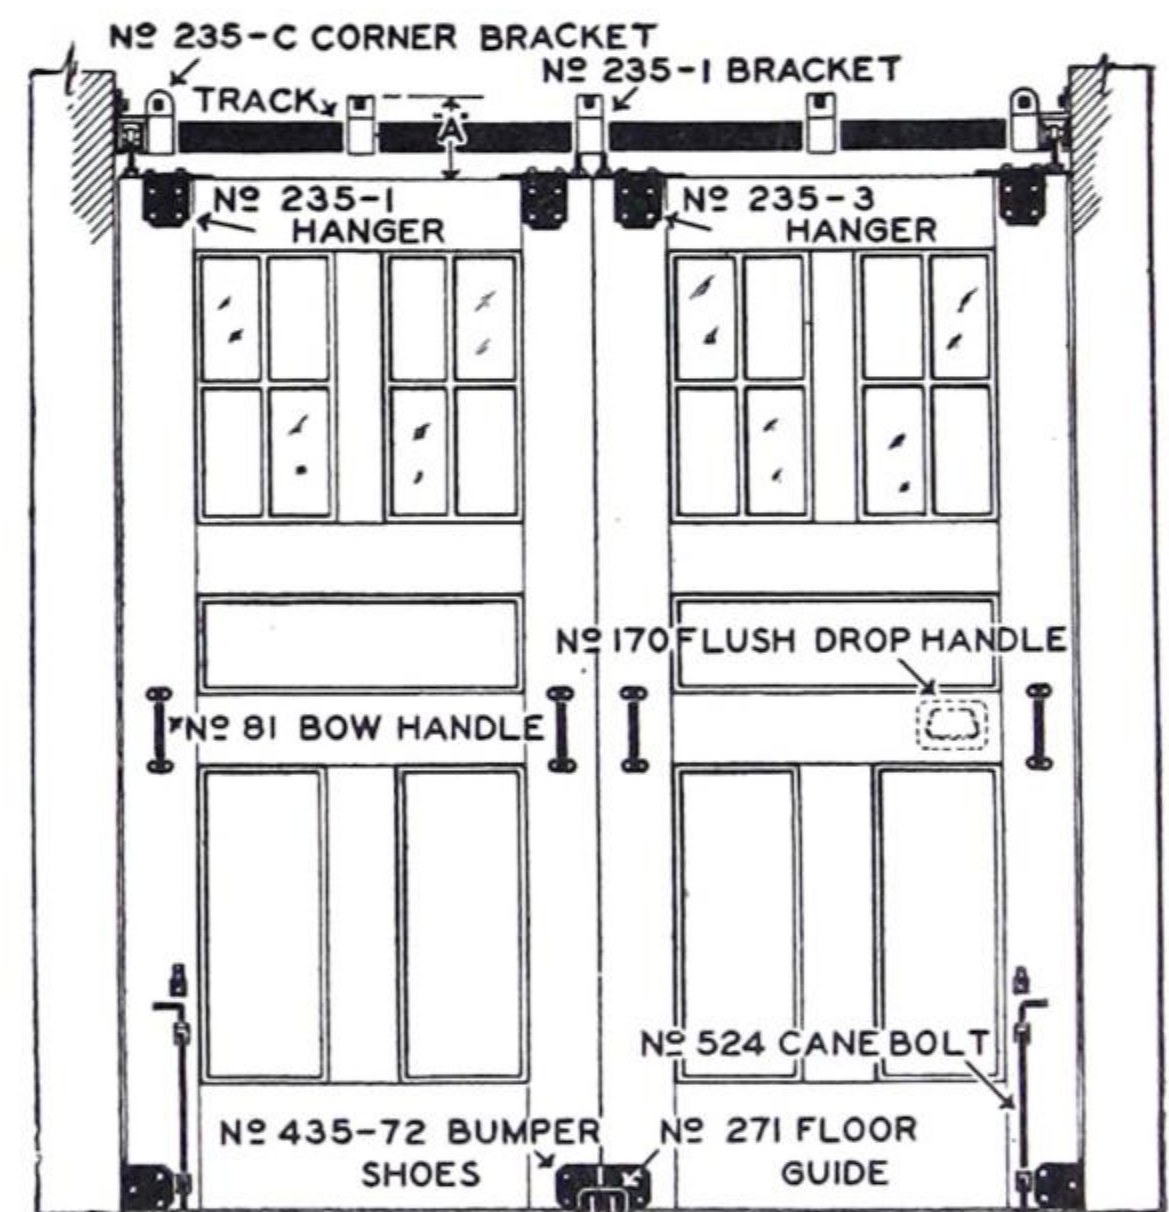 Nº 235-C CORNER BRACKET
Nº 235-1 BRACKET
TRACK
"A"
Nº 235-1
HANGER
Nº 235-3
HANGER
Nº 170 FLUSH DROP HANDLE
Nº 81 BOW HANDLE
Nº 524 CANE BOLT
Nº 435-72 BUMPER
SHOES
Nº 271 FLOOR
GUIDE